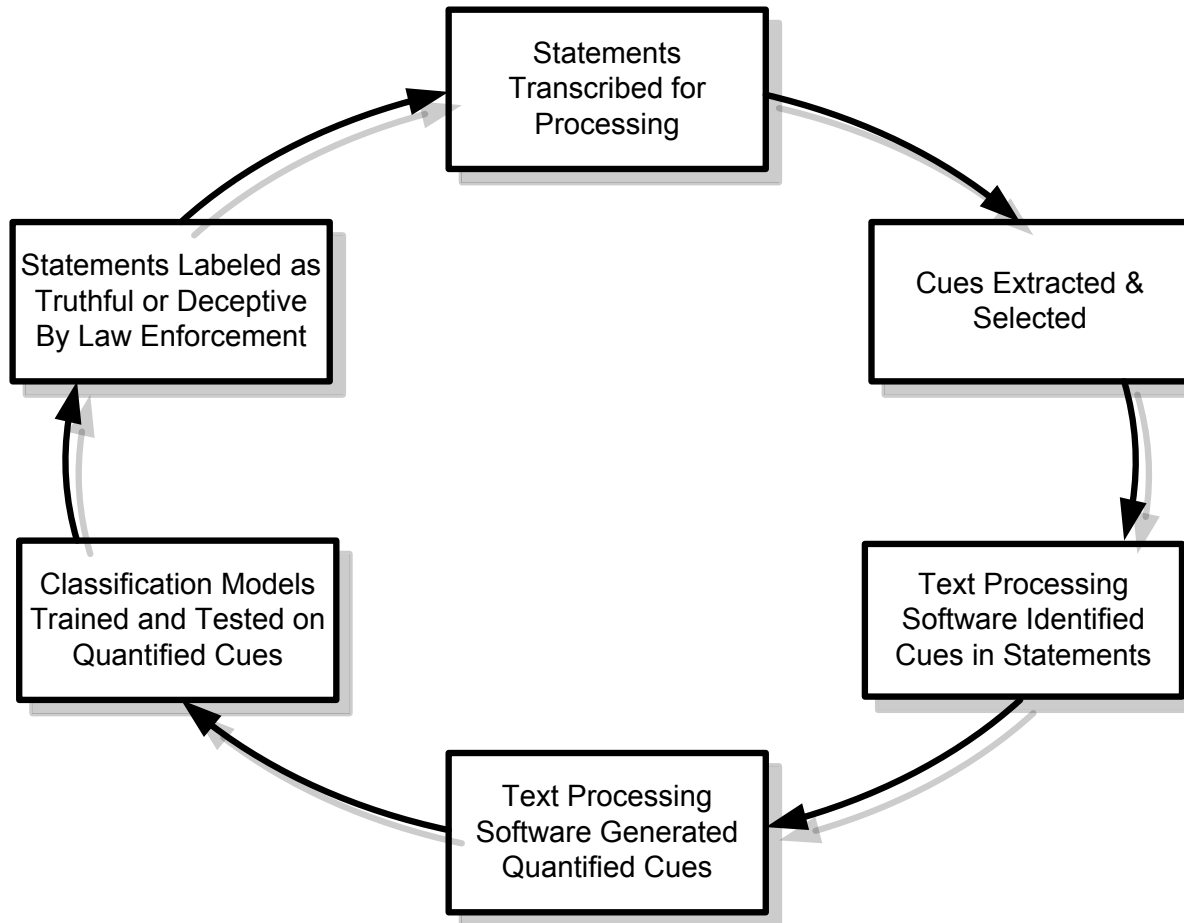 Statements
Transcribed for
Processing
Statements Labeled as
Truthful or Deceptive
By Law Enforcement
Cues Extracted &
Selected
Classification Models
Trained and Tested on
Quantified Cues
Text Processing
Software Identified
Cues in Statements
Text Processing
Software Generated
Quantified Cues